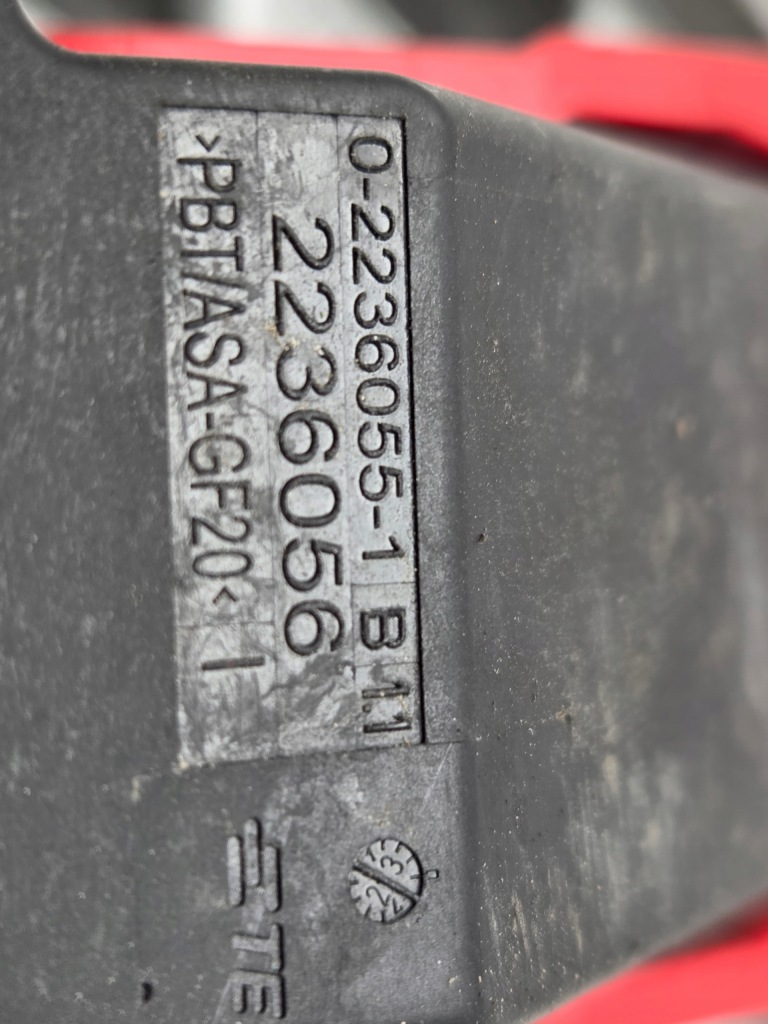 0-2236055-1 B 1.1
2236056
>PBT/ASA-GF20< I
TE